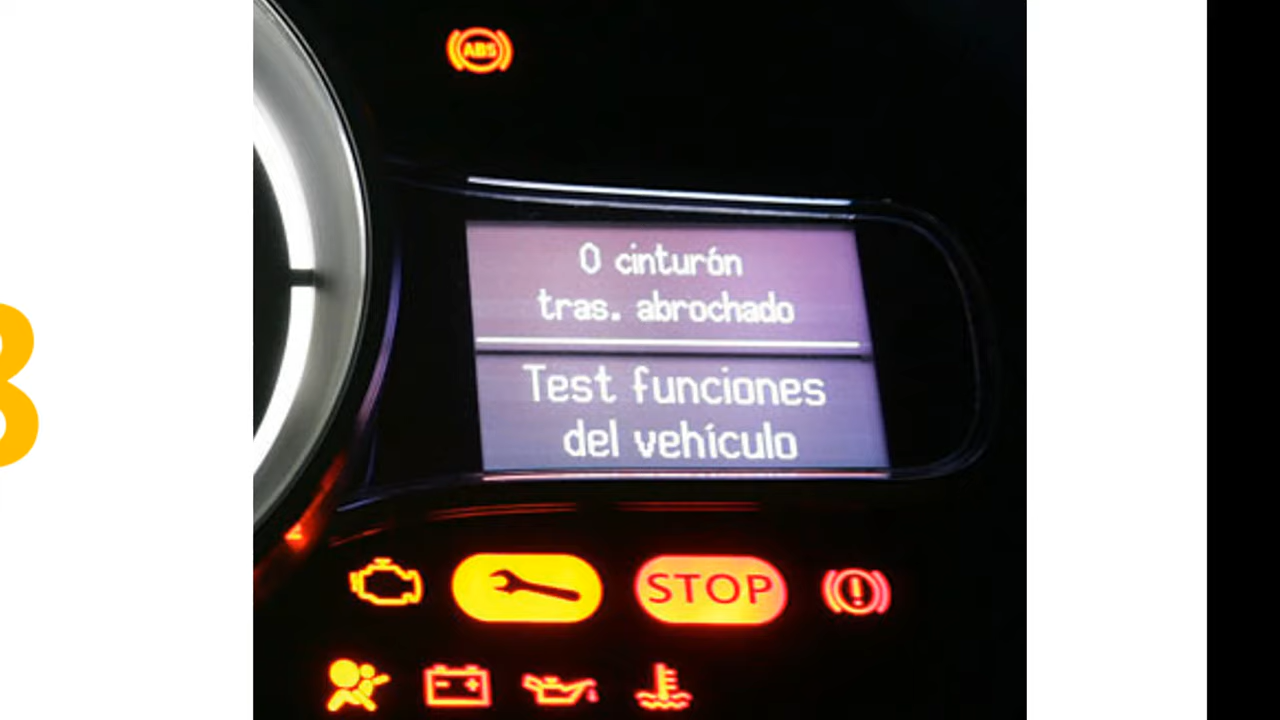 ABS
0 cinturón
tras. abrochado
Test funciones
del vehículo
STOP